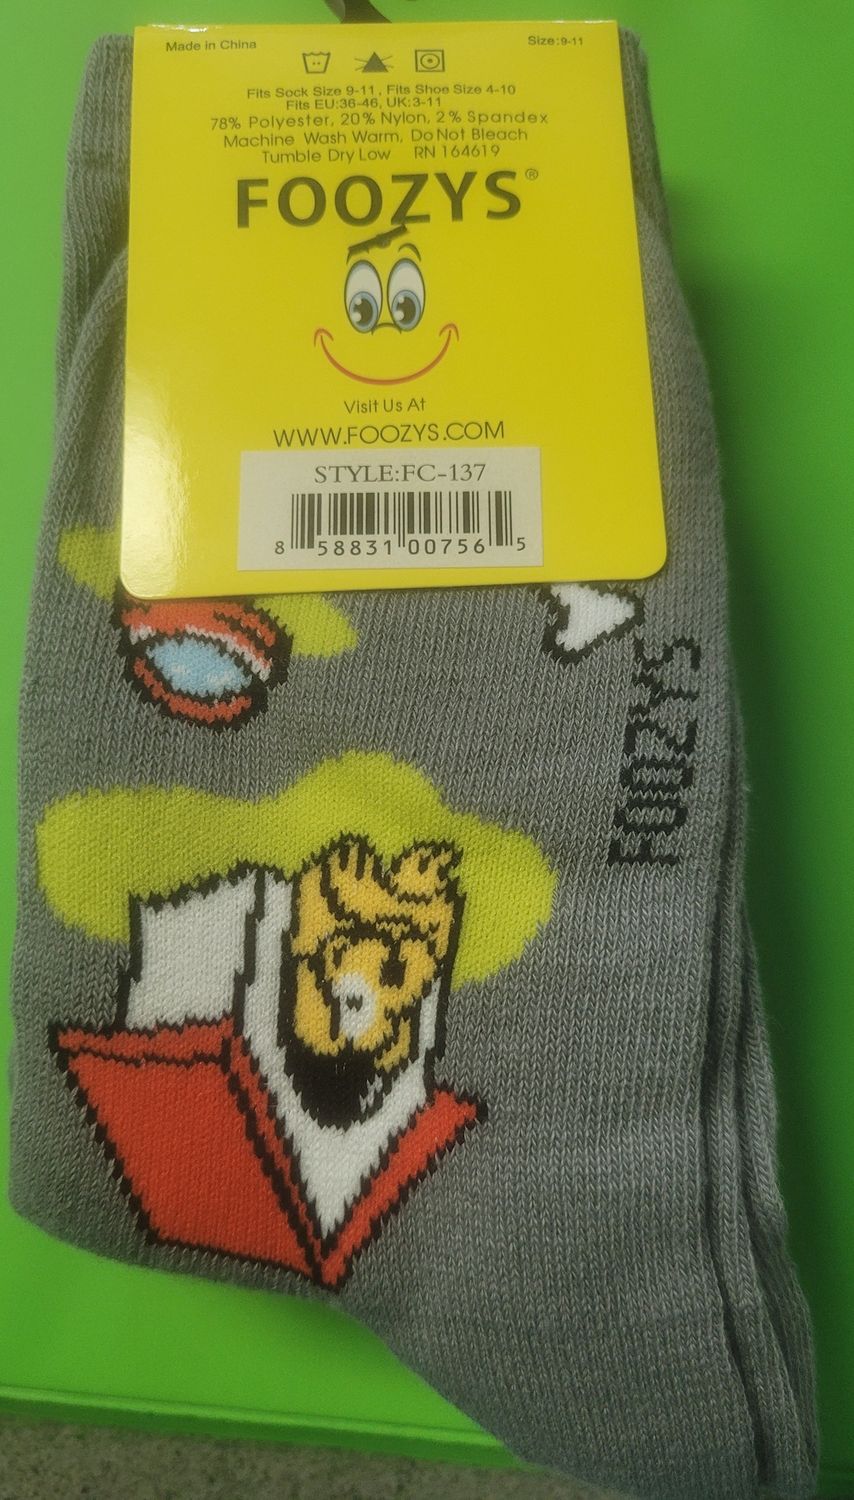 Made in China Size:9-11
Fits Sock Size 9-11, Fits Shoe Size 4-10
Fits EU:36-46, UK:3-11
78% Polyester, 20% Nylon, 2% Spandex
Machine Wash Warm, Do Not Bleach
Tumble Dry Low RN 164619
FOOZYS®
Visit Us At
WWW.FOOZYS.COM
STYLE:FC-137
8 58831 00756 5
FOOZYS